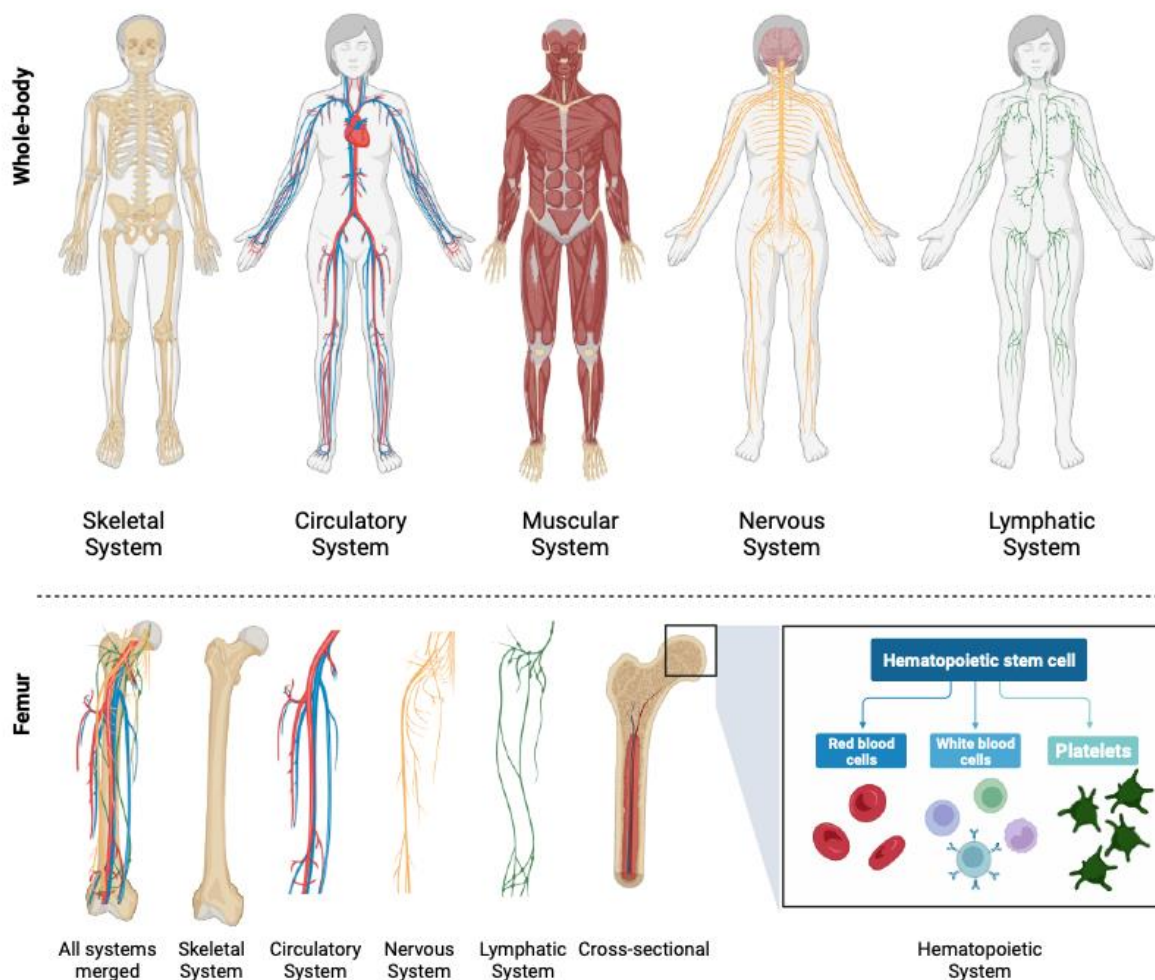 Whole-body
Skeletal
System
Circulatory
System
Muscular
System
Nervous
System
Lymphatic
System
Femur
Hematopoietic stem cell
Red blood
cells
White blood
cells
Platelets
All systems
merged
Skeletal
System
Circulatory
System
Nervous
System
Lymphatic
System
Cross-sectional
Hematopoietic
System